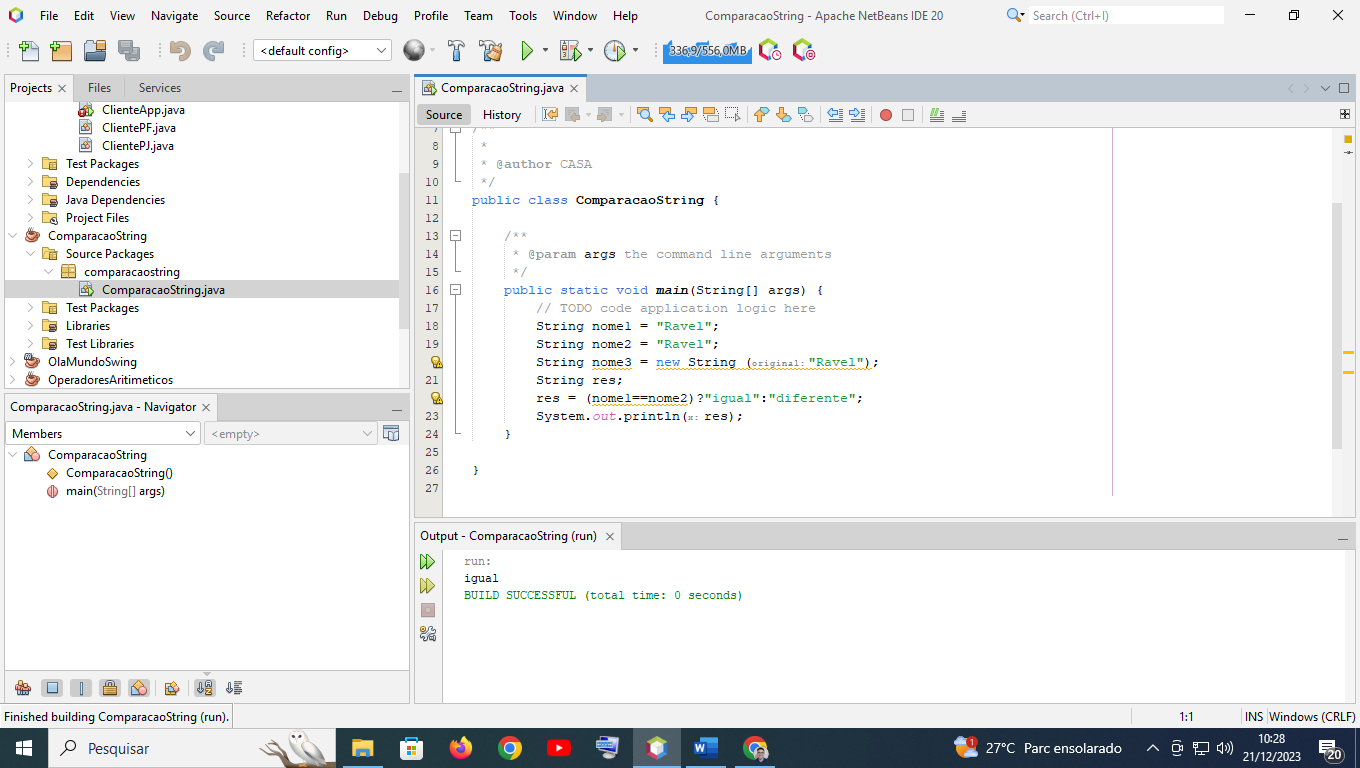 File Edit View Navigate Source Refactor Run Debug Profile Team Tools Window Help
ComparacaoString - Apache NetBeans IDE 20
Search (Ctrl+I)
<default config>
336,9/556,0MB
Projects Files Services
ClienteApp.java
ClientePF.java
ClientePJ.java
Test Packages
Dependencies
Java Dependencies
Project Files
ComparacaoString
Source Packages
comparacaostring
ComparacaoString.java
Test Packages
Libraries
Test Libraries
OlaMundoSwing
OperadoresAritimeticos
ComparacaoString.java - Navigator
Members <empty>
ComparacaoString
ComparacaoString()
main(String[] args)
ComparacaoString.java
Source History
7 /**
8 *
9 * @author CASA
10 */
11 public class ComparacaoString {
12
13 /**
14 * @param args the command line arguments
15 */
16 public static void main(String[] args) {
17 // TODO code application logic here
18 String nome1 = "Ravel";
19 String nome2 = "Ravel";
String nome3 = new String (original: "Ravel");
21 String res;
res = (nome1==nome2)?"igual":"diferente";
23 System.out.println(x: res);
24 }
25
26 }
27
Output - ComparacaoString (run)
run:
igual
BUILD SUCCESSFUL (total time: 0 seconds)
Finished building ComparacaoString (run).
1:1 INS Windows (CRLF)
Pesquisar
1
27°C Parc ensolarado
10:28
21/12/2023
20